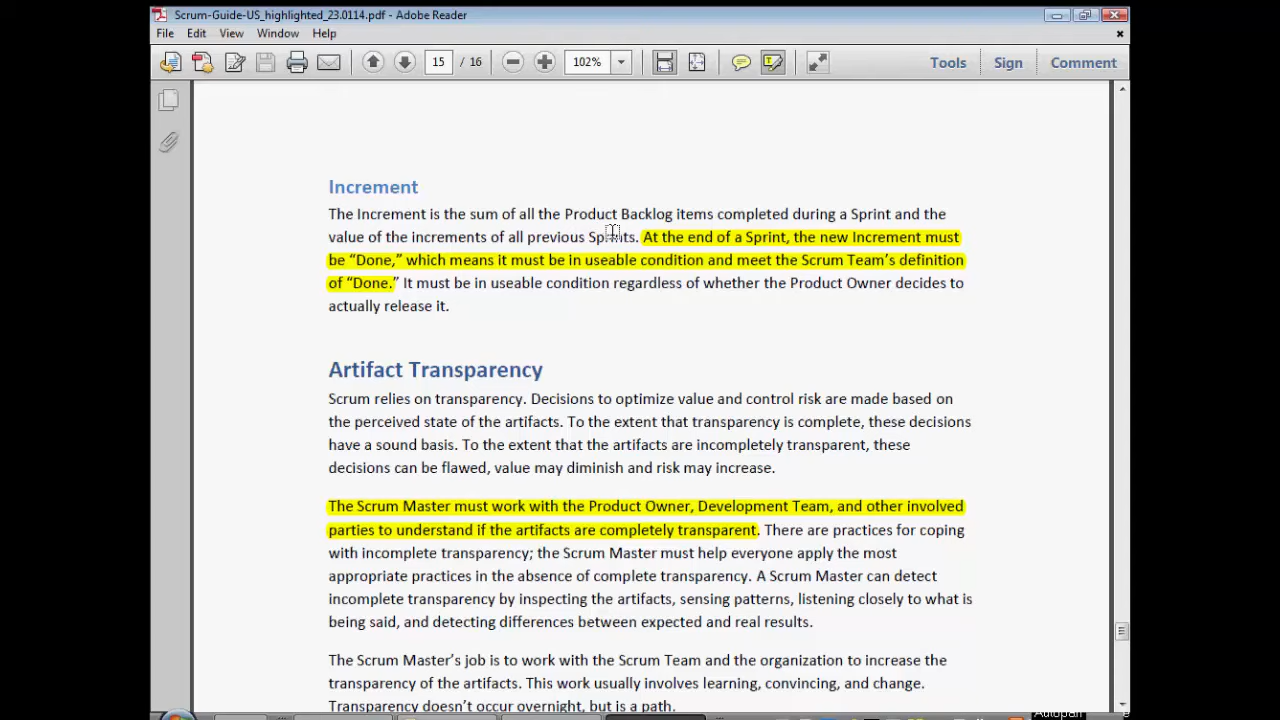 Scrum-Guide-US_highlighted_23.0114.pdf - Adobe Reader
File Edit View Window Help
15 / 16 102% Tools Sign Comment
Increment
The Increment is the sum of all the Product Backlog items completed during a Sprint and the
value of the increments of all previous Sprints. At the end of a Sprint, the new Increment must
be “Done,” which means it must be in useable condition and meet the Scrum Team’s definition
of “Done.” It must be in useable condition regardless of whether the Product Owner decides to
actually release it.
Artifact Transparency
Scrum relies on transparency. Decisions to optimize value and control risk are made based on
the perceived state of the artifacts. To the extent that transparency is complete, these decisions
have a sound basis. To the extent that the artifacts are incompletely transparent, these
decisions can be flawed, value may diminish and risk may increase.
The Scrum Master must work with the Product Owner, Development Team, and other involved
parties to understand if the artifacts are completely transparent. There are practices for coping
with incomplete transparency; the Scrum Master must help everyone apply the most
appropriate practices in the absence of complete transparency. A Scrum Master can detect
incomplete transparency by inspecting the artifacts, sensing patterns, listening closely to what is
being said, and detecting differences between expected and real results.
The Scrum Master’s job is to work with the Scrum Team and the organization to increase the
transparency of the artifacts. This work usually involves learning, convincing, and change.
Transparency doesn’t occur overnight, but is a path.